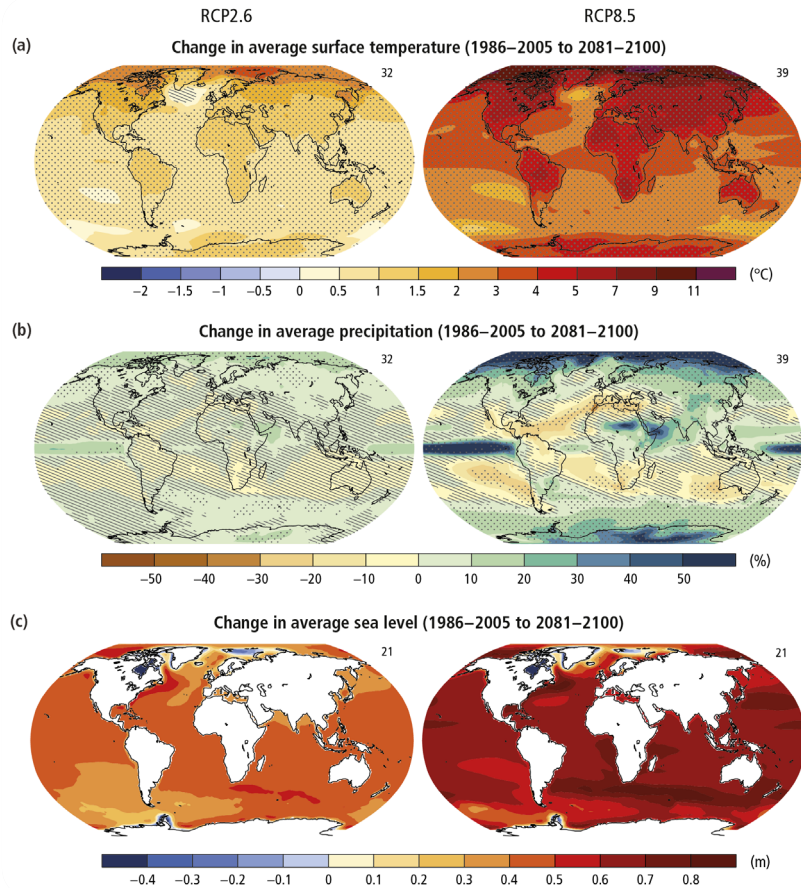 RCP2.6 RCP8.5
(a) Change in average surface temperature (1986–2005 to 2081–2100)
32 39
(°C)
−2 −1.5 −1 −0.5 0 0.5 1 1.5 2 3 4 5 7 9 11
(b) Change in average precipitation (1986–2005 to 2081–2100)
32 39
(%)
−50 −40 −30 −20 −10 0 10 20 30 40 50
(c) Change in average sea level (1986–2005 to 2081–2100)
21 21
(m)
−0.4 −0.3 −0.2 −0.1 0 0.1 0.2 0.3 0.4 0.5 0.6 0.7 0.8